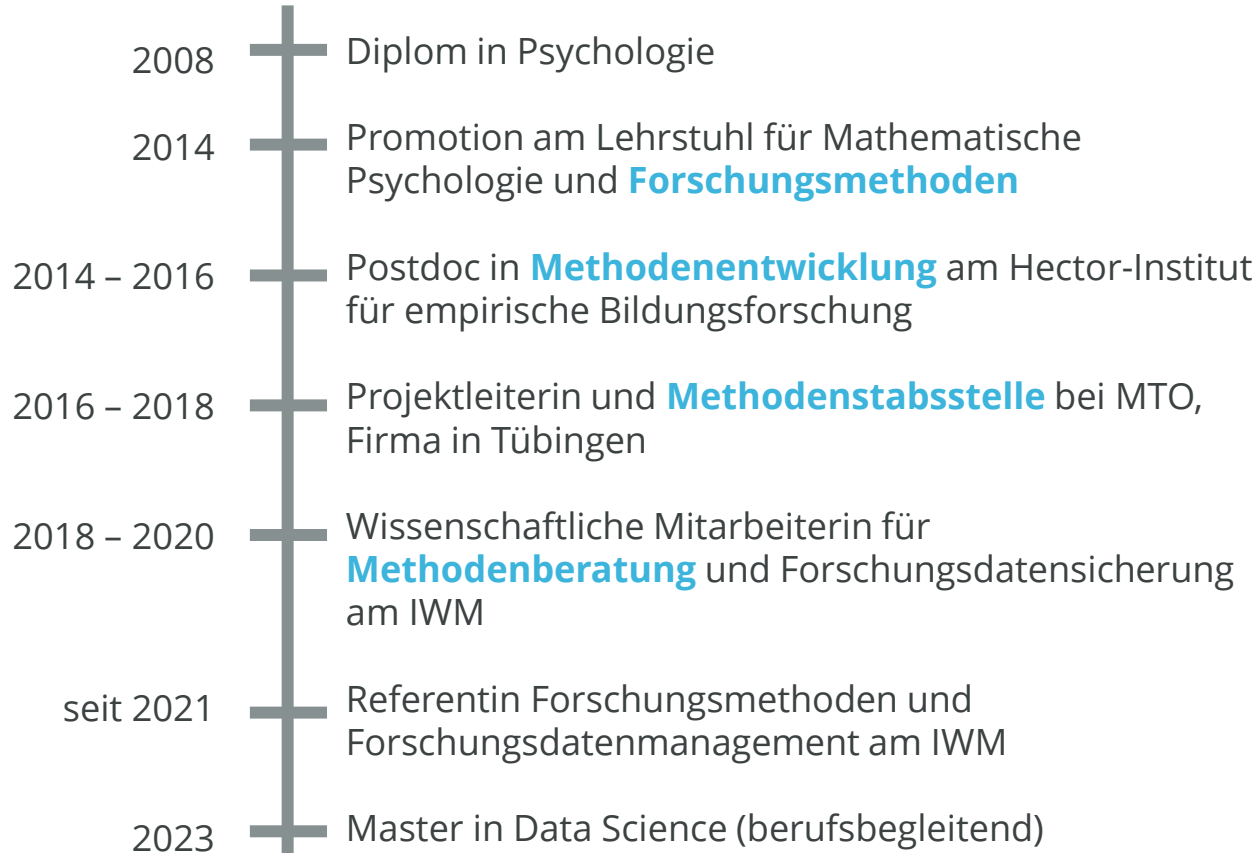 2008 Diplom in Psychologie
2014 Promotion am Lehrstuhl für Mathematische
Psychologie und Forschungsmethoden
2014 – 2016 Postdoc in Methodenentwicklung am Hector-Institut
für empirische Bildungsforschung
2016 – 2018 Projektleiterin und Methodenstabsstelle bei MTO,
Firma in Tübingen
2018 – 2020 Wissenschaftliche Mitarbeiterin für
Methodenberatung und Forschungsdatensicherung
am IWM
seit 2021 Referentin Forschungsmethoden und
Forschungsdatenmanagement am IWM
2023 Master in Data Science (berufsbegleitend)